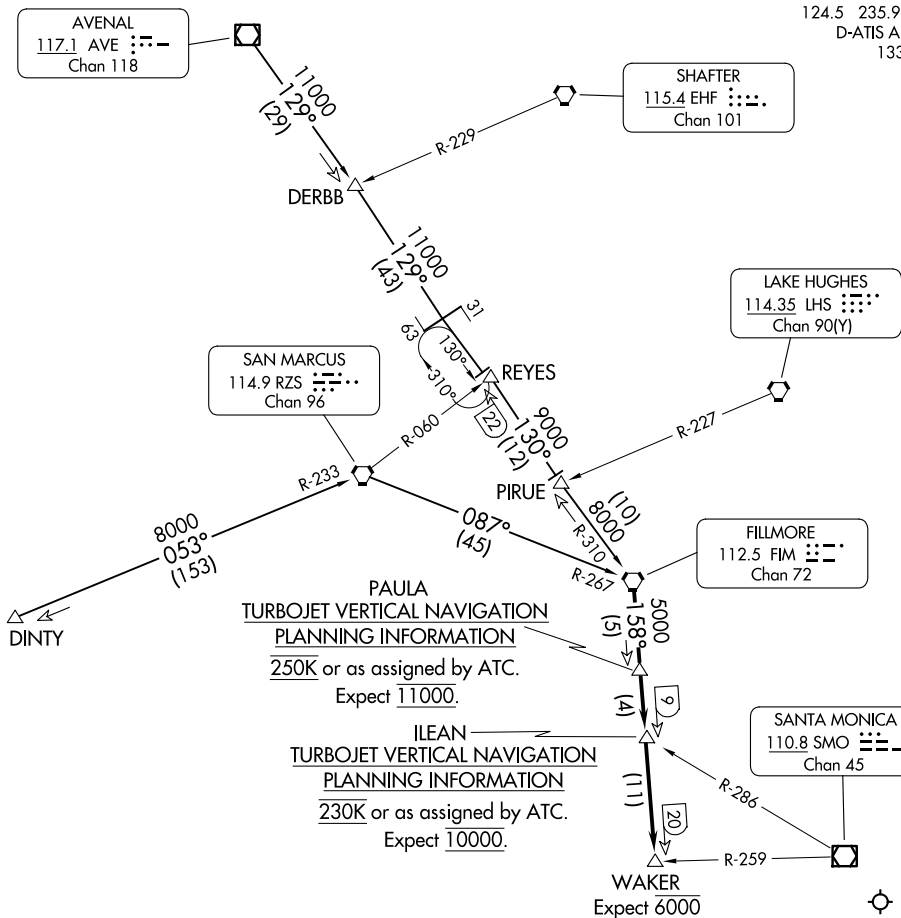 124.5 235.9
D-ATIS A
133
AVENAL
117.1 AVE
Chan 118
SHAFTER
115.4 EHF
Chan 101
11000
129°
(29)
R-229
DERBB
11000
129°
(43)
LAKE HUGHES
114.35 LHS
Chan 90(Y)
31
63
130°
310°
REYES
SAN MARCUS
114.9 RZS
Chan 96
R-060
22
9000
130°
(12)
R-227
R-233
PIRUE
8000
053°
(153)
087°
(45)
(10)
8000
R-310
R-267
FILLMORE
112.5 FIM
Chan 72
DINTY
PAULA
TURBOJET VERTICAL NAVIGATION
PLANNING INFORMATION
250K or as assigned by ATC.
Expect 11000.
5000
158°
(5)
(4)
9
ILEAN
TURBOJET VERTICAL NAVIGATION
PLANNING INFORMATION
230K or as assigned by ATC.
Expect 10000.
SANTA MONICA
110.8 SMO
Chan 45
(11)
R-286
20
R-259
WAKER
Expect 6000